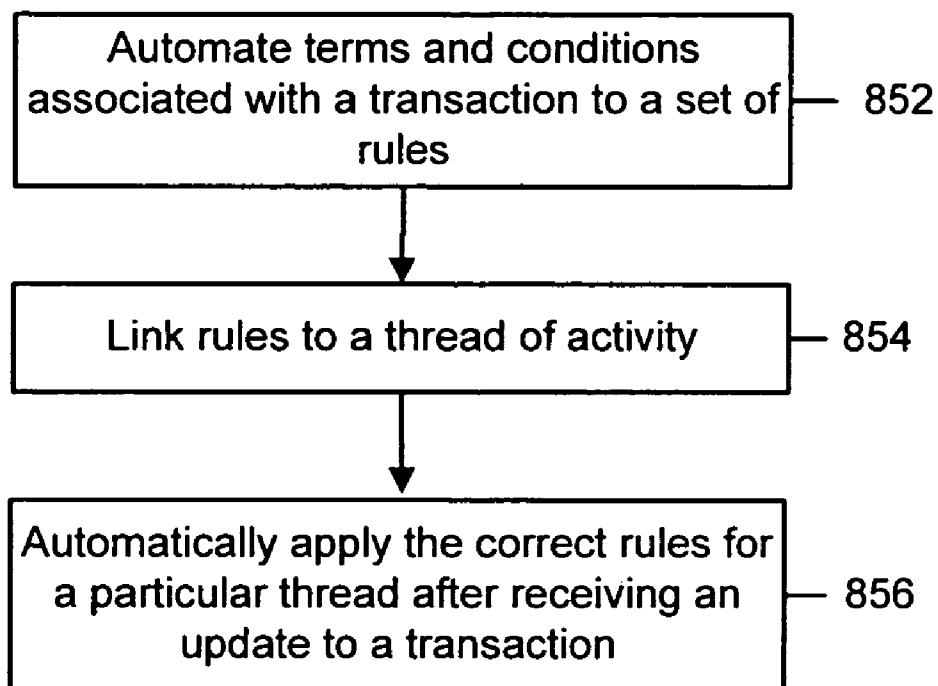 Automate terms and conditions
associated with a transaction to a set of
rules
852
Link rules to a thread of activity
854
Automatically apply the correct rules for
a particular thread after receiving an
update to a transaction
856